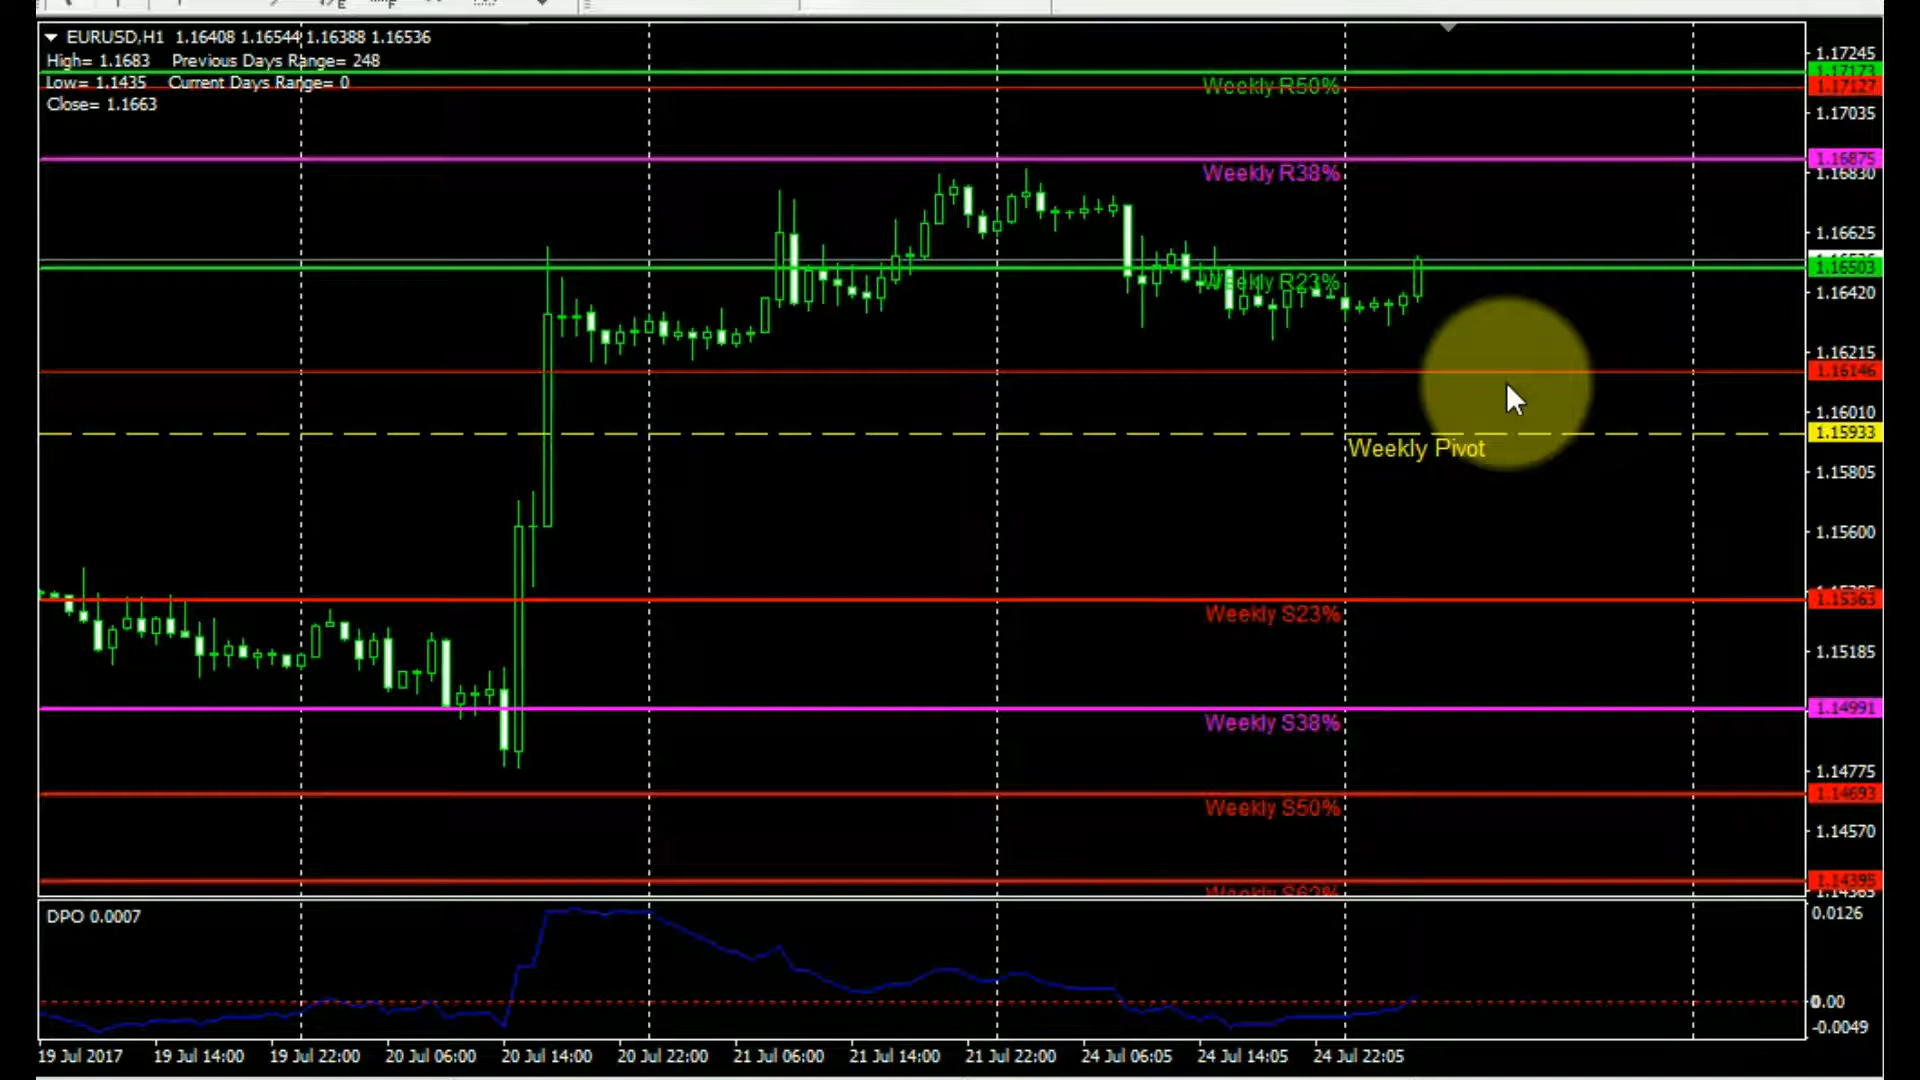 EURUSD,H1 1.16408 1.16544 1.16388 1.16536
High= 1.1683 Previous Days Range= 248
Low= 1.1435 Current Days Range= 0
Close= 1.1663
1.17245
1.17173
Weekly R50%
1.17127
1.17035
1.16875
Weekly R38%
1.16830
1.16625
1.16503
Weekly R23%
1.16420
1.16215
1.16146
1.16010
1.15933
Weekly Pivot
1.15805
1.15600
1.15363
Weekly S23%
1.15185
1.14991
Weekly S38%
1.14775
1.14693
Weekly S50%
1.14570
1.14395
DPO 0.0007
0.0126
0.00
-0.0049
19 Jul 2017 19 Jul 14:00 19 Jul 22:00 20 Jul 06:00 20 Jul 14:00 20 Jul 22:00 21 Jul 06:00 21 Jul 14:00 21 Jul 22:00 24 Jul 06:05 24 Jul 14:05 24 Jul 22:05